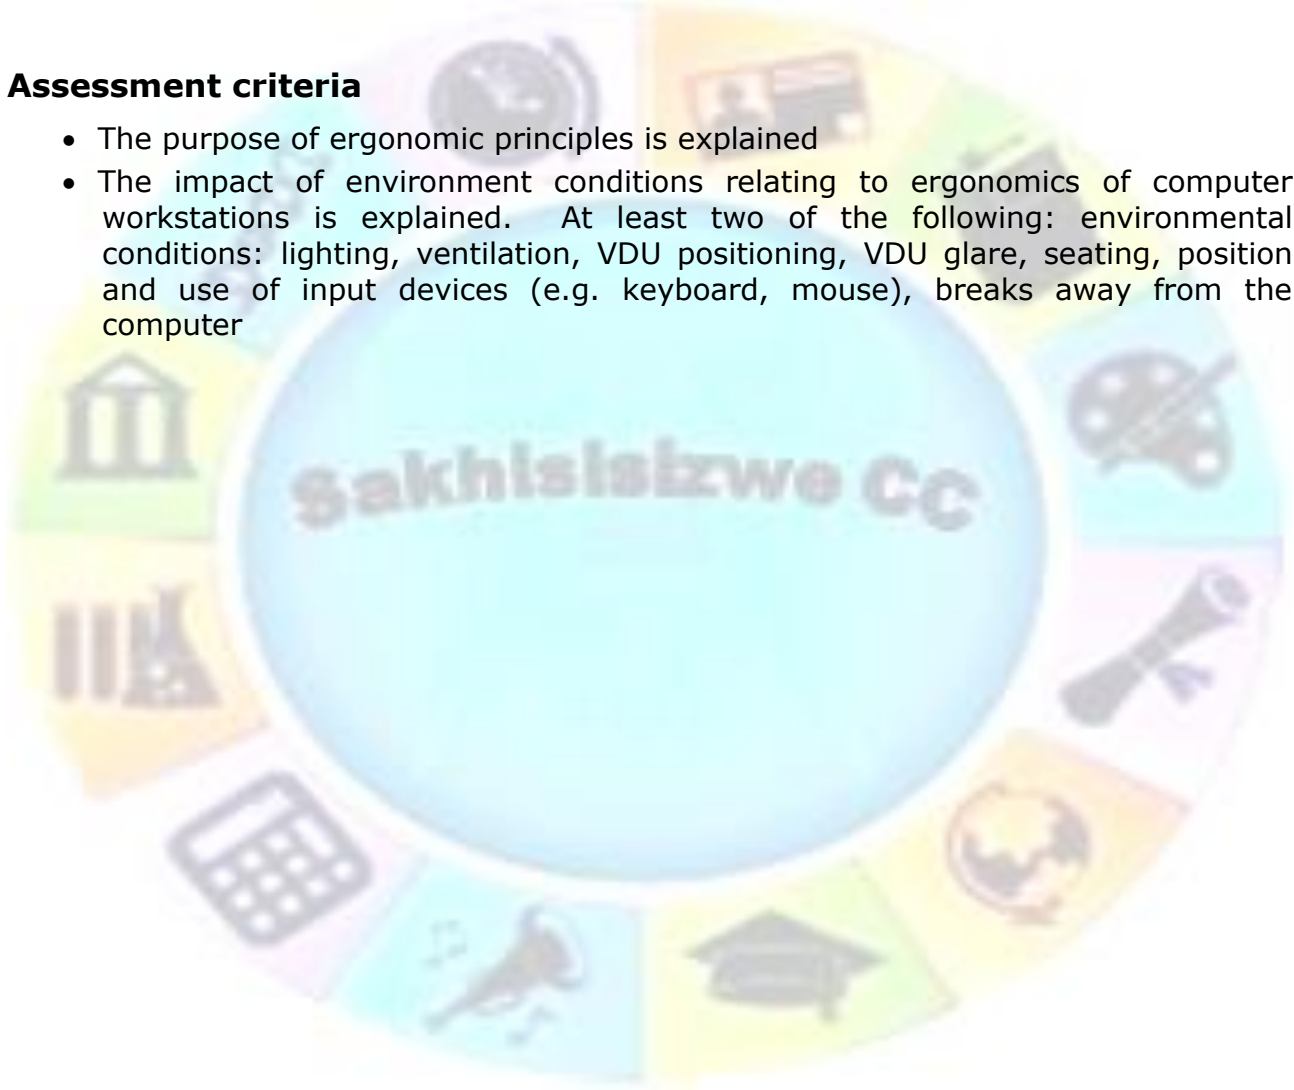 Assessment criteria
• The purpose of ergonomic principles is explained
• The impact of environment conditions relating to ergonomics of computer
workstations is explained. At least two of the following: environmental
conditions: lighting, ventilation, VDU positioning, VDU glare, seating, position
and use of input devices (e.g. keyboard, mouse), breaks away from the
computer
Sakhisisizwe Cc